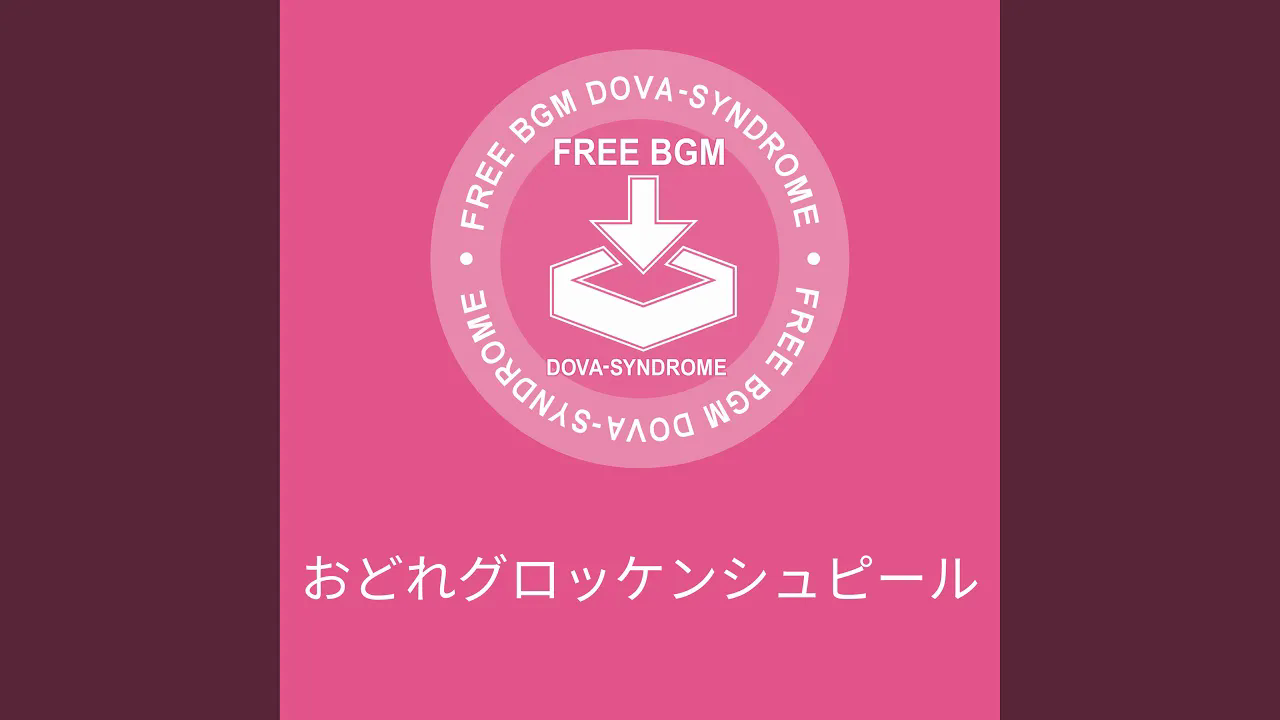 FREE BGM DOVA-SYNDROME
FREE BGM
DOVA-SYNDROME
FREE BGM DOVA-SYNDROME
おどれグロッケンシュピール